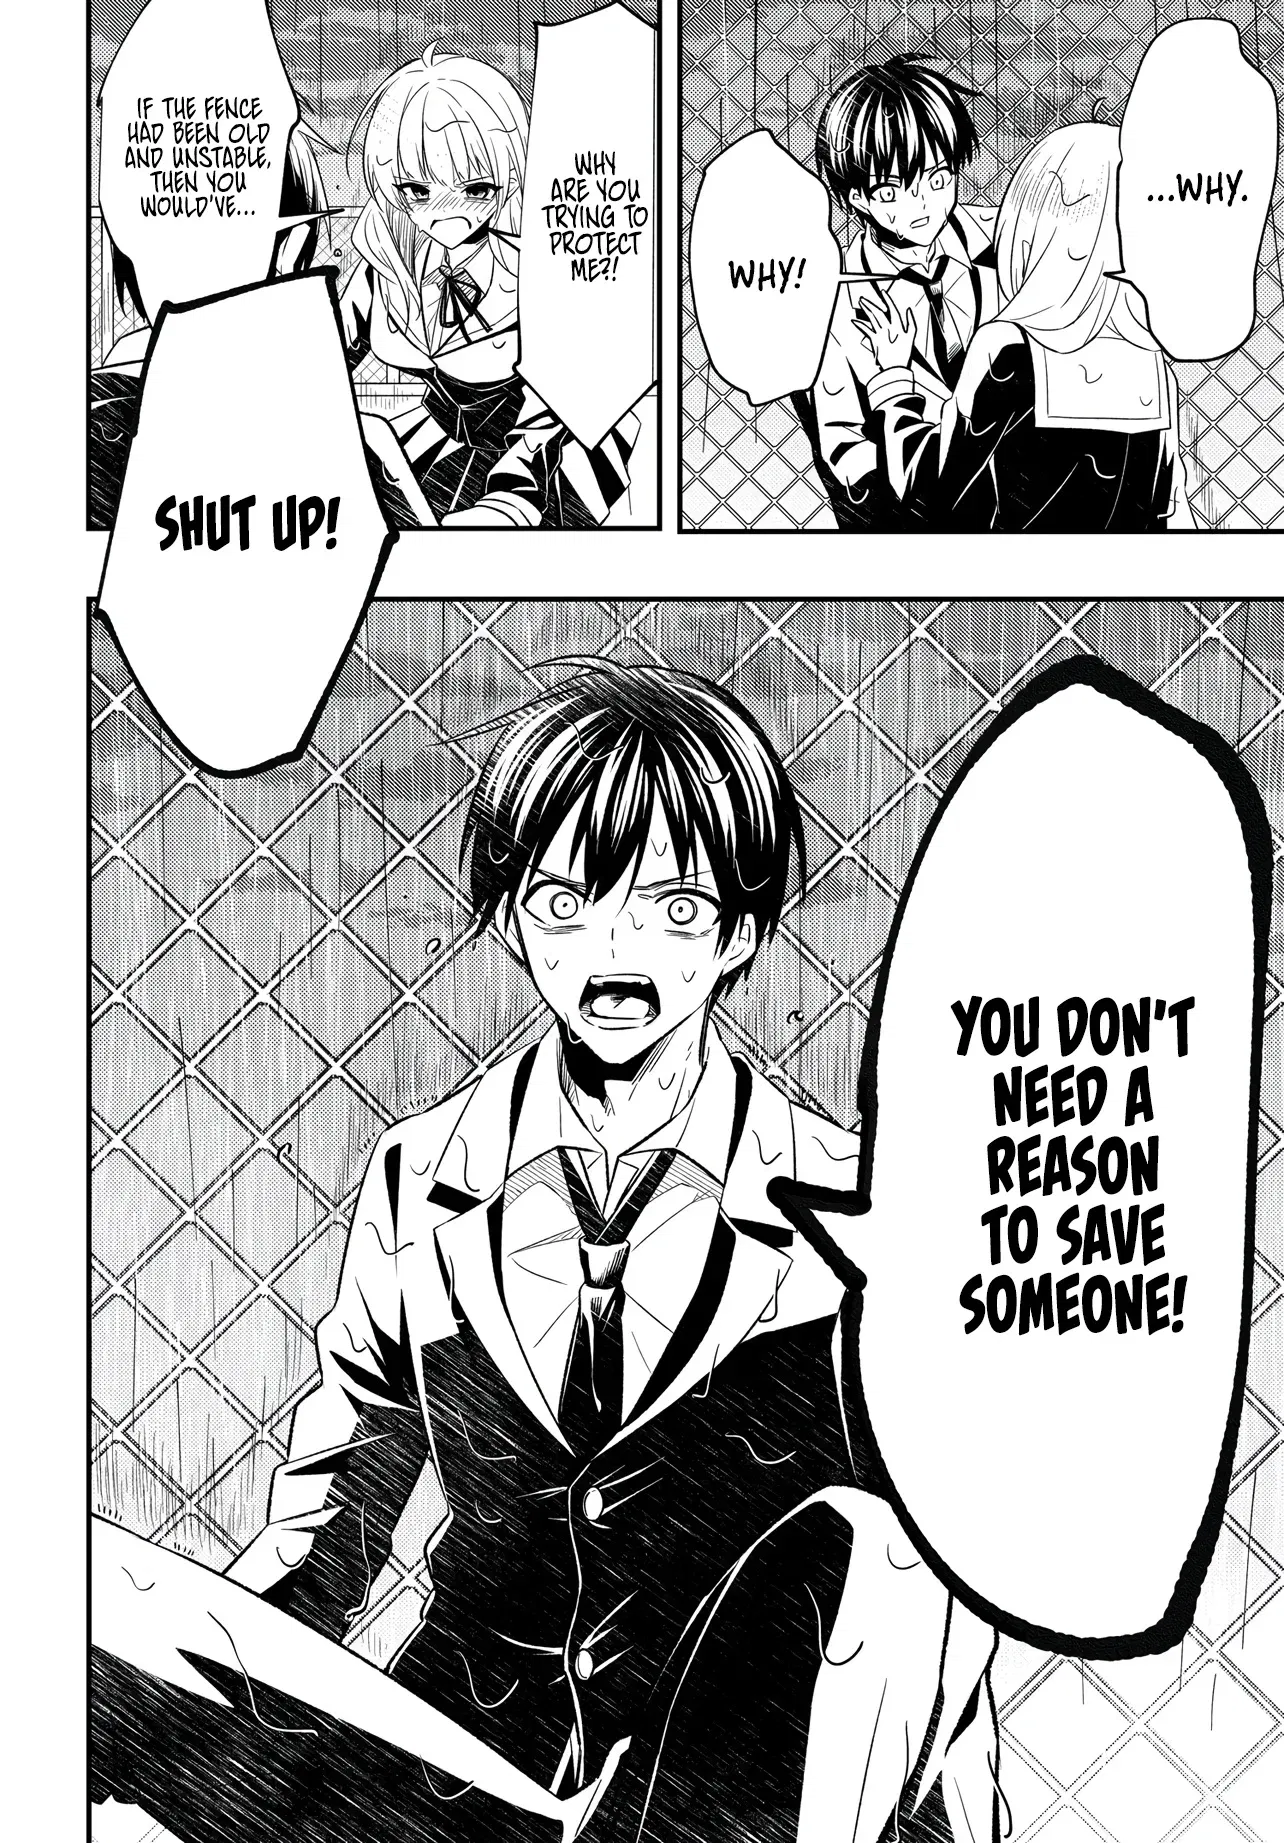 ...WHY.
WHY!
WHY
ARE YOU
TRYING TO
PROTECT
ME?!
IF THE FENCE
HAD BEEN OLD
AND UNSTABLE,
THEN YOU
WOULD'VE...
SHUT UP!
YOU DON'T
NEED A
REASON
TO SAVE
SOMEONE!